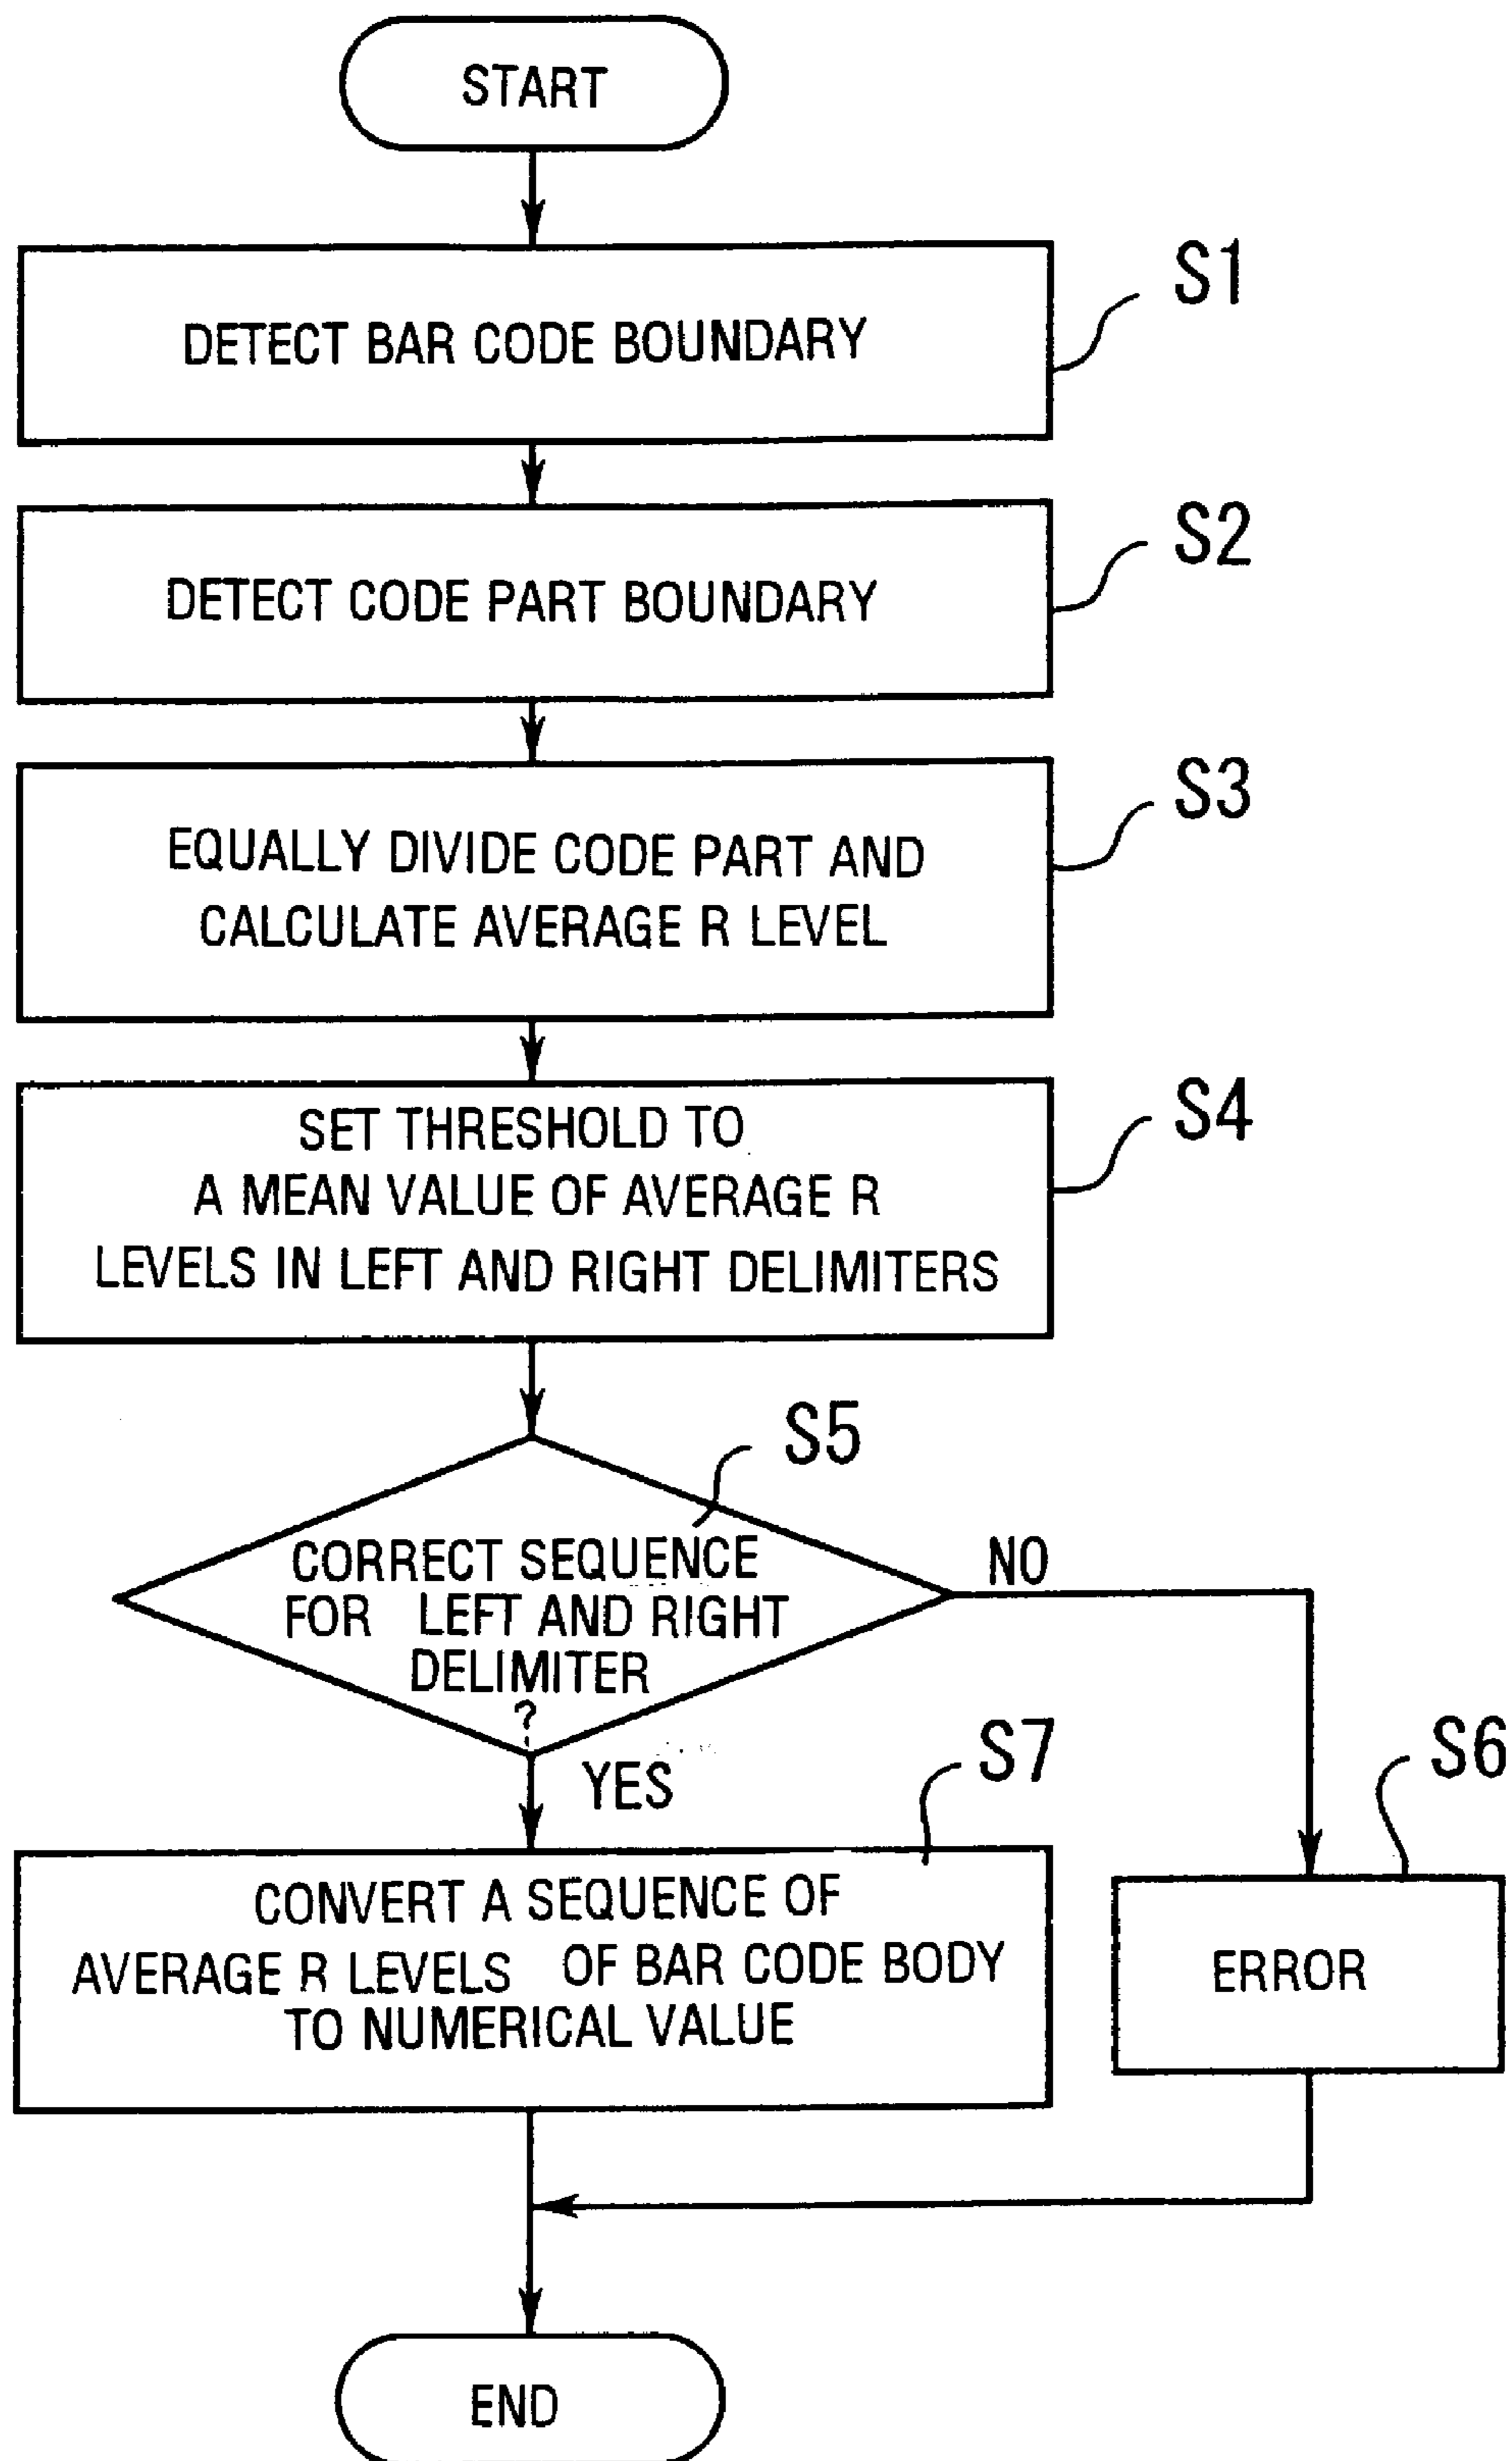 START
S1
DETECT BAR CODE BOUNDARY
S2
DETECT CODE PART BOUNDARY
S3
EQUALLY DIVIDE CODE PART AND
CALCULATE AVERAGE R LEVEL
S4
SET THRESHOLD TO
A MEAN VALUE OF AVERAGE R
LEVELS IN LEFT AND RIGHT DELIMITERS
S5
CORRECT SEQUENCE
FOR LEFT AND RIGHT
DELIMITER
?
NO
YES
S7
CONVERT A SEQUENCE OF
AVERAGE R LEVELS OF BAR CODE BODY
TO NUMERICAL VALUE
S6
ERROR
END